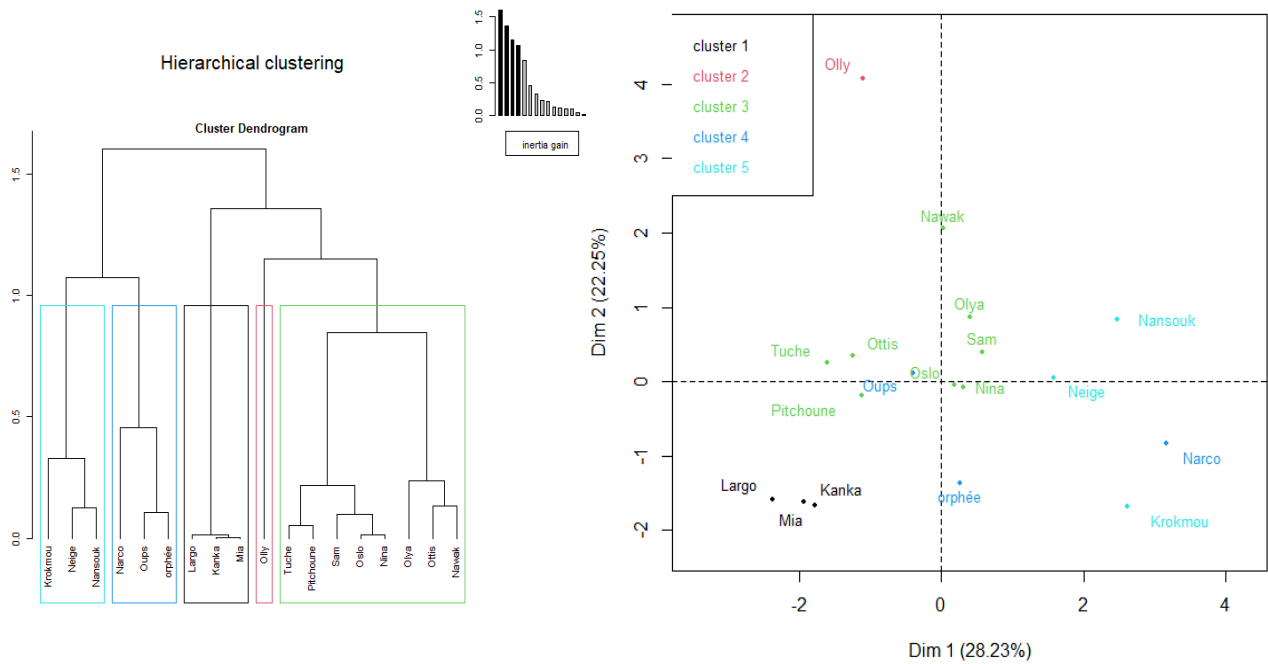 Hierarchical clustering
0.0 0.5 1.0 1.5
inertia gain
Cluster Dendrogram
0.0 0.5 1.0 1.5
Krokmou
Neige
Nansouk
Narco
Oups
orphée
Largo
Kanka
Mia
Olly
Tuche
Pitchoune
Sam
Oslo
Nina
Olya
Ottis
Nawak
cluster 1
cluster 2
cluster 3
cluster 4
cluster 5
Olly
Nawak
Olya
Nansouk
Sam
Ottis
Tuche
Oslo
Oups
Nina
Neige
Pitchoune
Narco
Largo
Kanka
orphée
Mia
Krokmou
Dim 2 (22.25%)
4
3
2
1
0
-1
-2
-2 0 2 4
Dim 1 (28.23%)